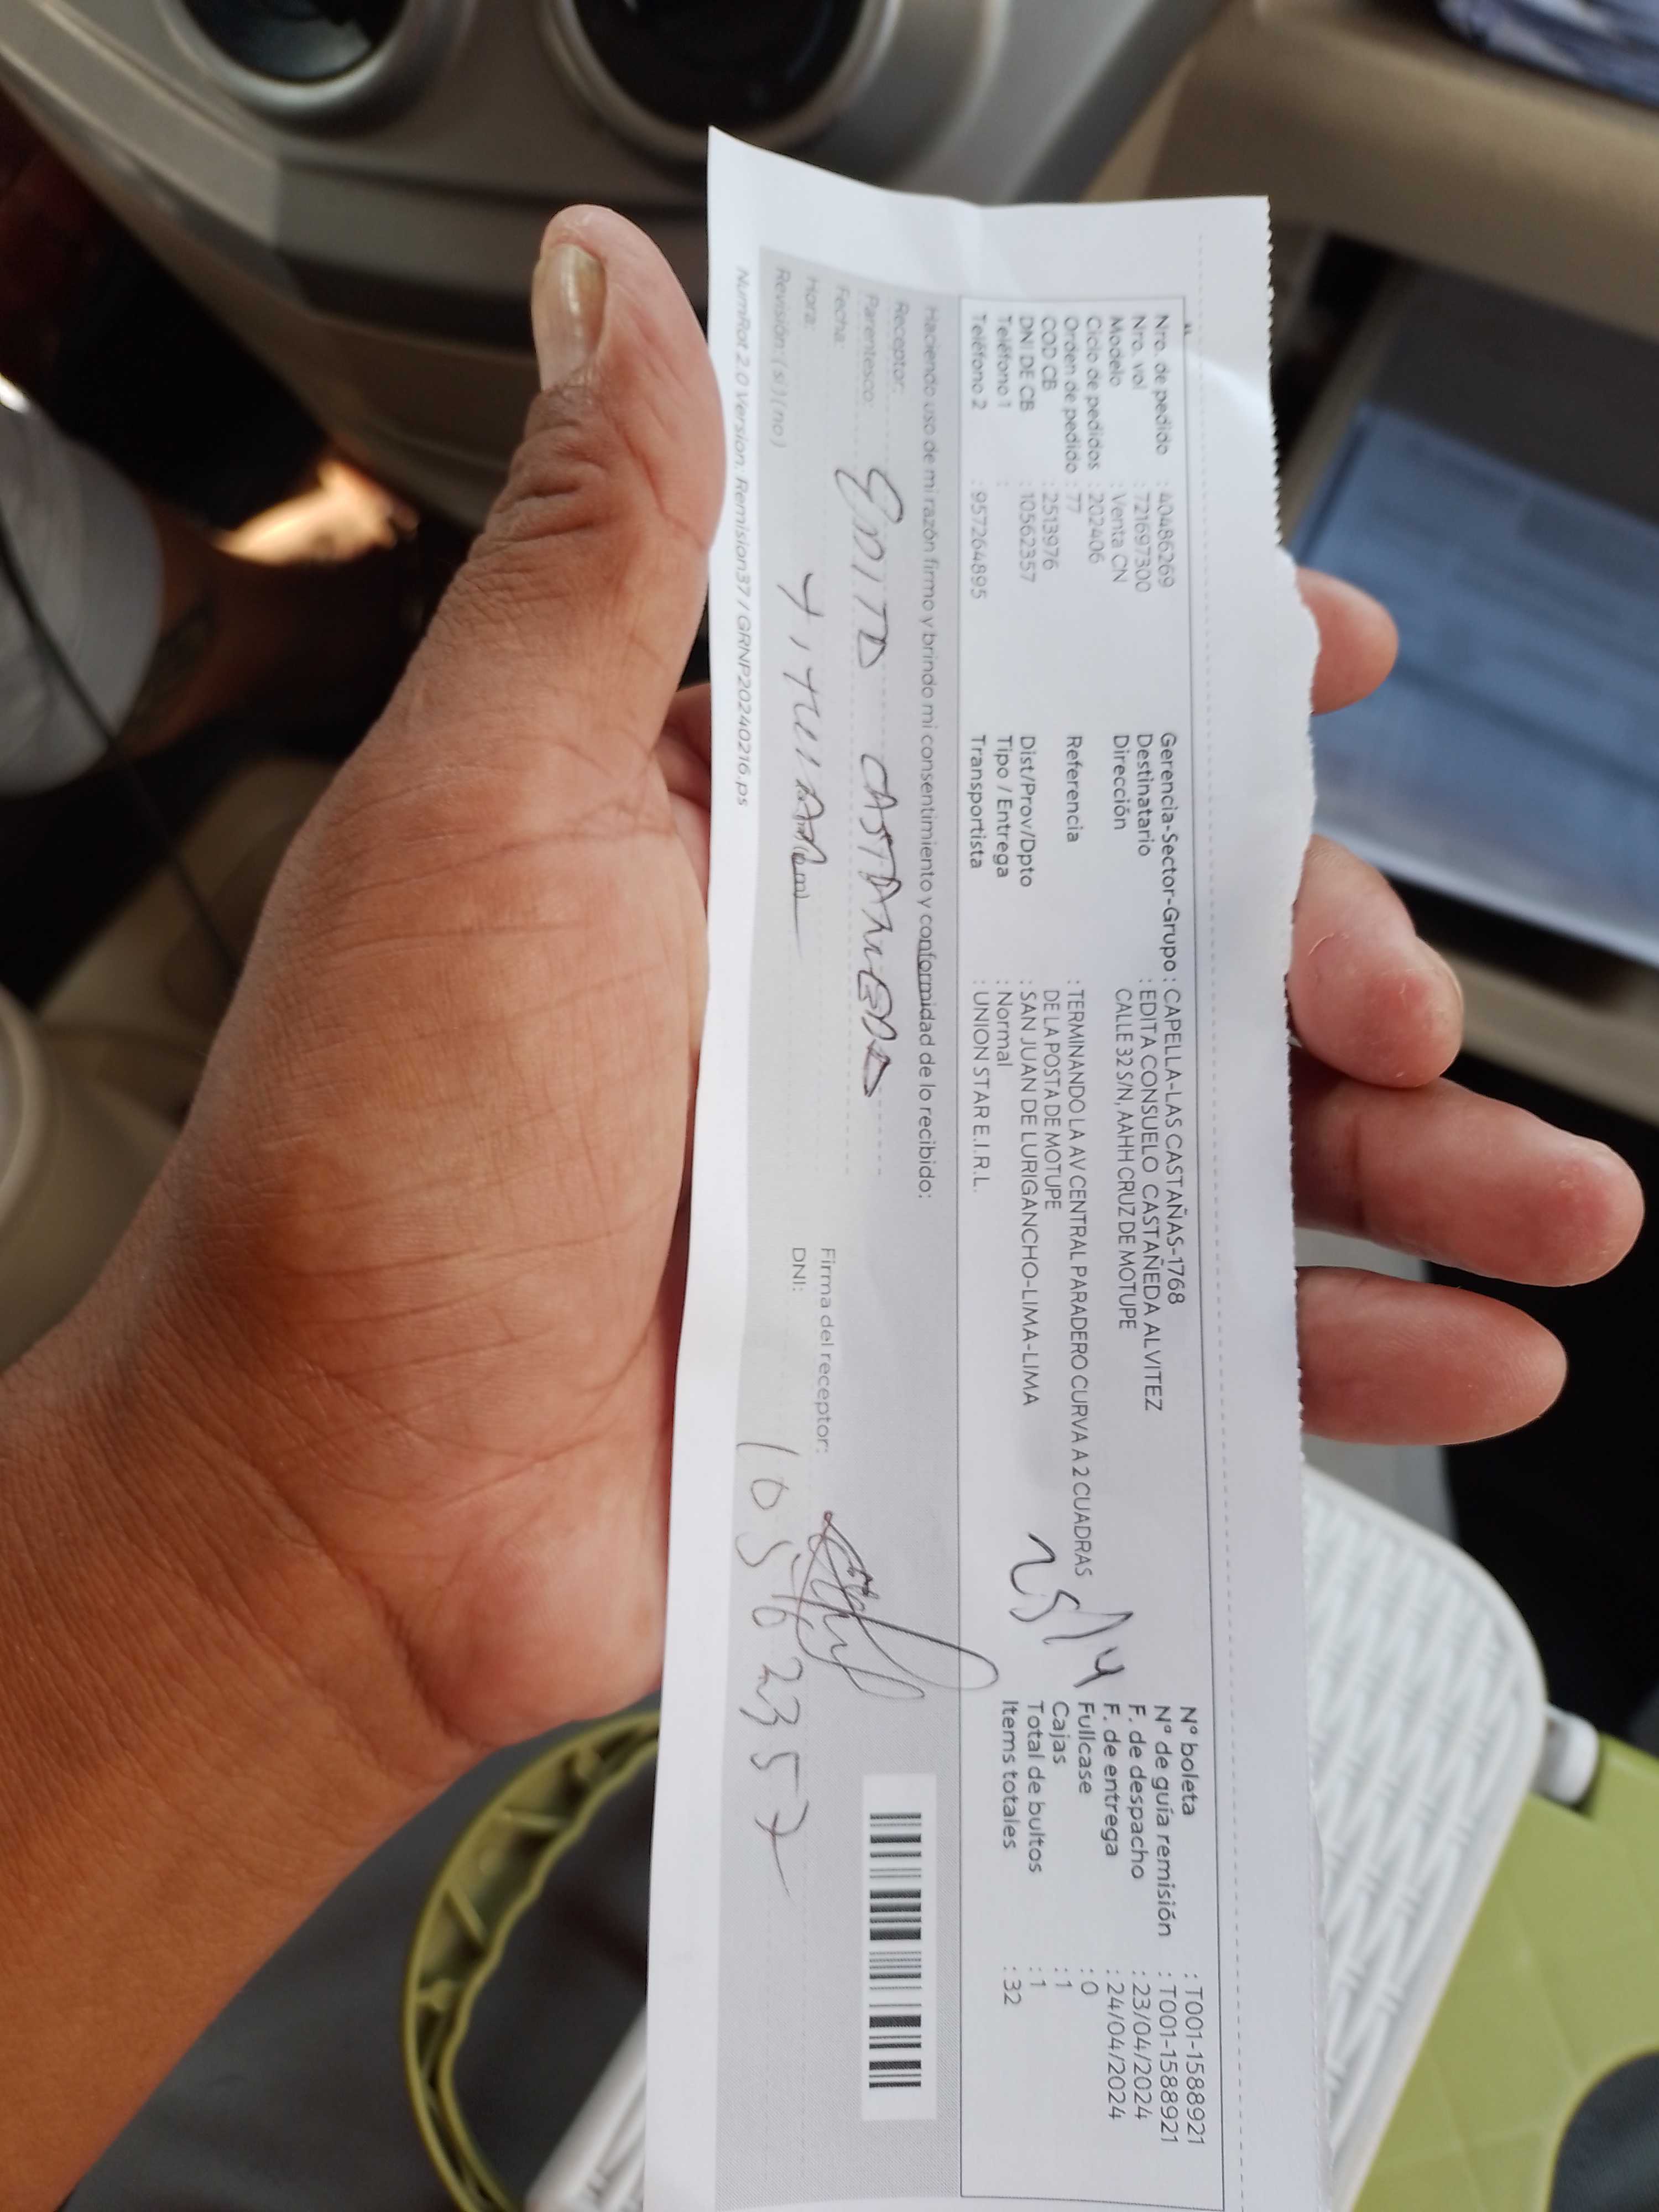 Nro. de pedido : 40486269
Nro. vol : 721697300
Modelo : Venta CN
Ciclo de pedidos : 202406
Orden de pedido : 77
COD CB : 2513976
DNI DE CB : 10562357
Teléfono 1 :
Teléfono 2 : 957264895
Gerencia-Sector-Grupo : CAPELLA-LAS CASTAÑAS-1768
Destinatario : EDITA CONSUELO CASTAÑEDA ALVITEZ
Dirección CALLE 32 S/N, AAHH CRUZ DE MOTUPE
Referencia : TERMINANDO LA AV CENTRAL PARADERO CURVA A 2 CUADRAS
DE LA POSTA DE MOTUPE
Dist/Prov/Dpto : SAN JUAN DE LURIGANCHO-LIMA-LIMA
Tipo / Entrega : Normal
Transportista : UNION STAR E.I.R.L.
25/4
N° boleta : T001-1588921
N° de guía remisión : T001-1588921
F. de despacho : 23/04/2024
F. de entrega : 24/04/2024
Fullcase : 0
Cajas : 1
Total de bultos : 1
Items totales : 32
Haciendo uso de mi razón firmo y brindo mi consentimiento y conformidad de lo recibido:
Receptor:
Parentesco: EDITA CASTAÑEDA
Fecha:
Hora: TITULAR
Revisión ( si ) ( no )
Firma del receptor:
DNI: 10562357
NumRot 2.0 Version: Remision37 / GRNP20240216.ps